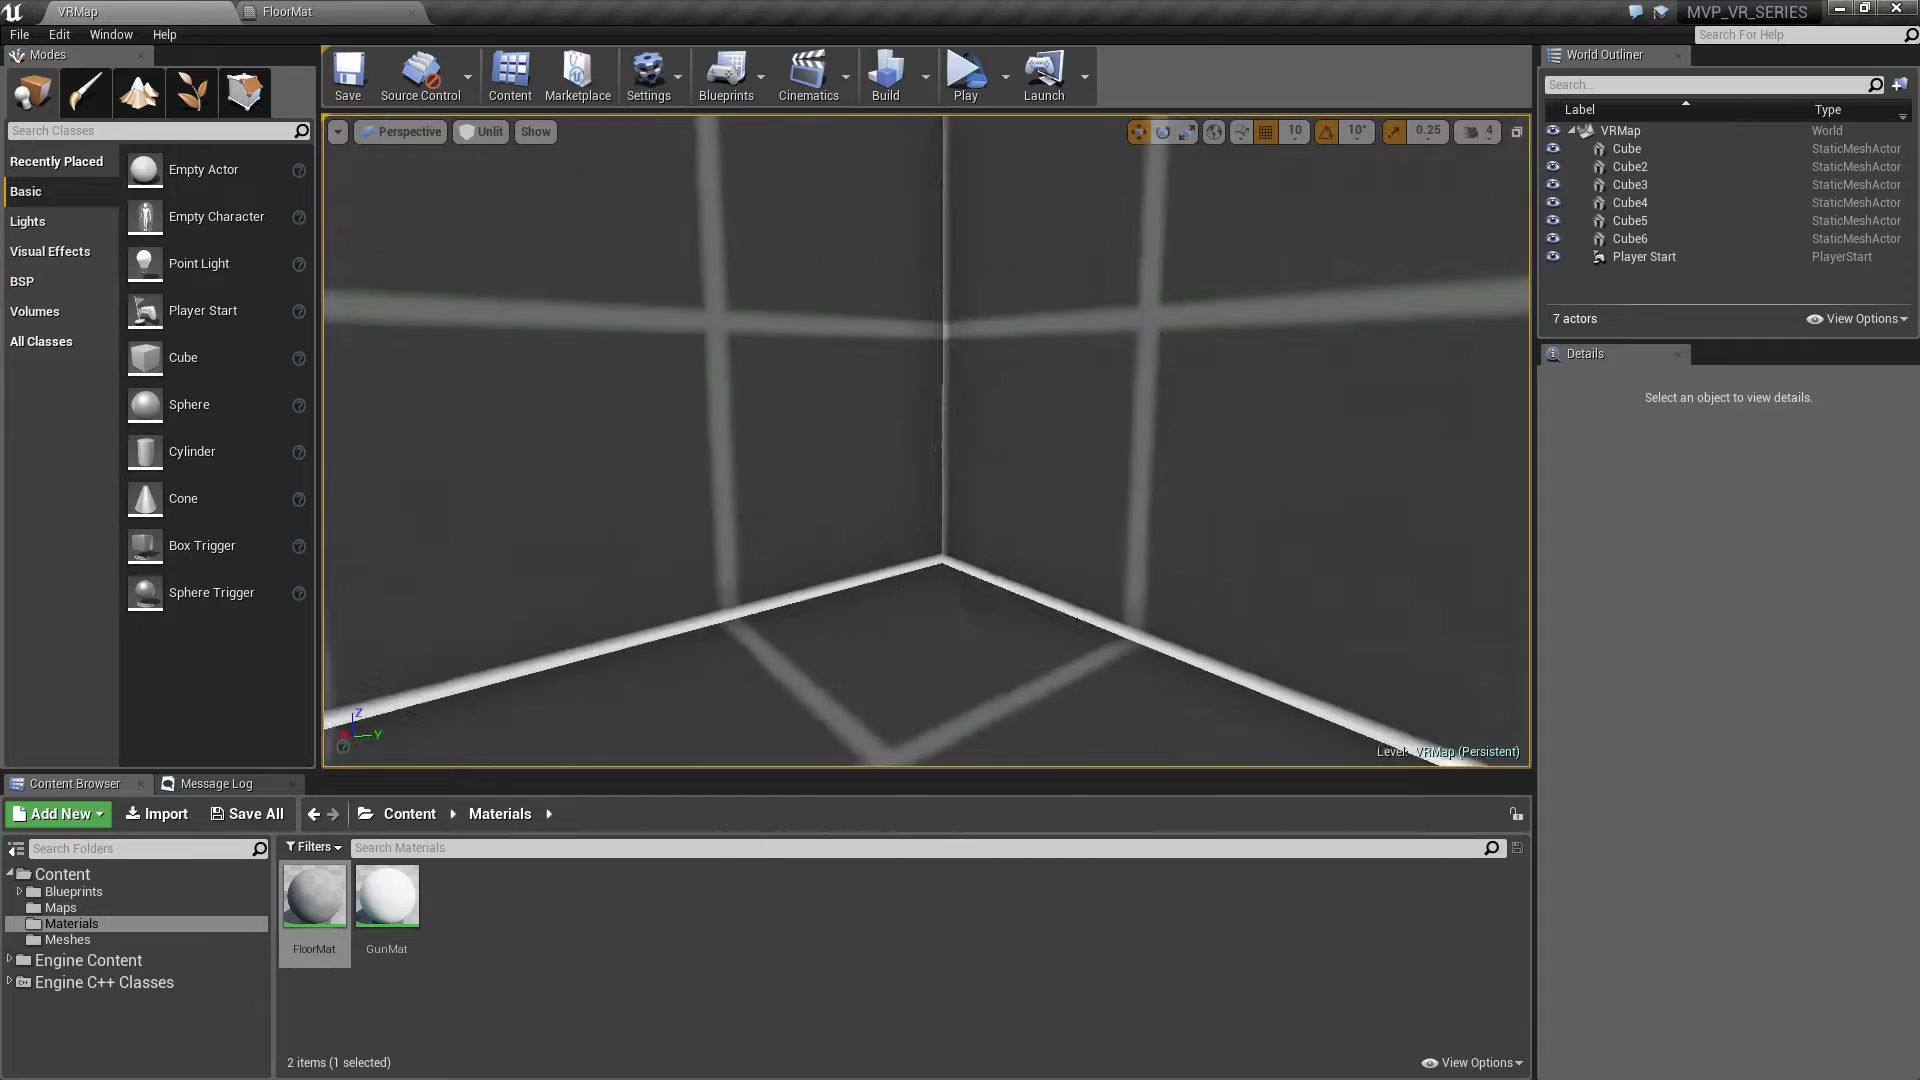 VRMap
FloorMat
MVP_VR_SERIES
File Edit Window Help
Search For Help
Modes
Save Source Control Content Marketplace Settings Blueprints Cinematics Build Play Launch
World Outliner
Search...
Label Type
Search Classes
Perspective Unlit Show
10 10° 0.25 4
Recently Placed
Basic
Lights
Visual Effects
BSP
Volumes
All Classes
Empty Actor
Empty Character
Point Light
Player Start
Cube
Sphere
Cylinder
Cone
Box Trigger
Sphere Trigger
VRMap World
Cube StaticMeshActor
Cube2 StaticMeshActor
Cube3 StaticMeshActor
Cube4 StaticMeshActor
Cube5 StaticMeshActor
Cube6 StaticMeshActor
Player Start PlayerStart
7 actors
View Options
Details
Select an object to view details.
Z
Y
Level: VRMap (Persistent)
Content Browser
Message Log
Add New Import Save All Content Materials
Search Folders
Filters
Search Materials
Content
Blueprints
Maps
Materials
Meshes
Engine Content
Engine C++ Classes
FloorMat
GunMat
2 items (1 selected)
View Options